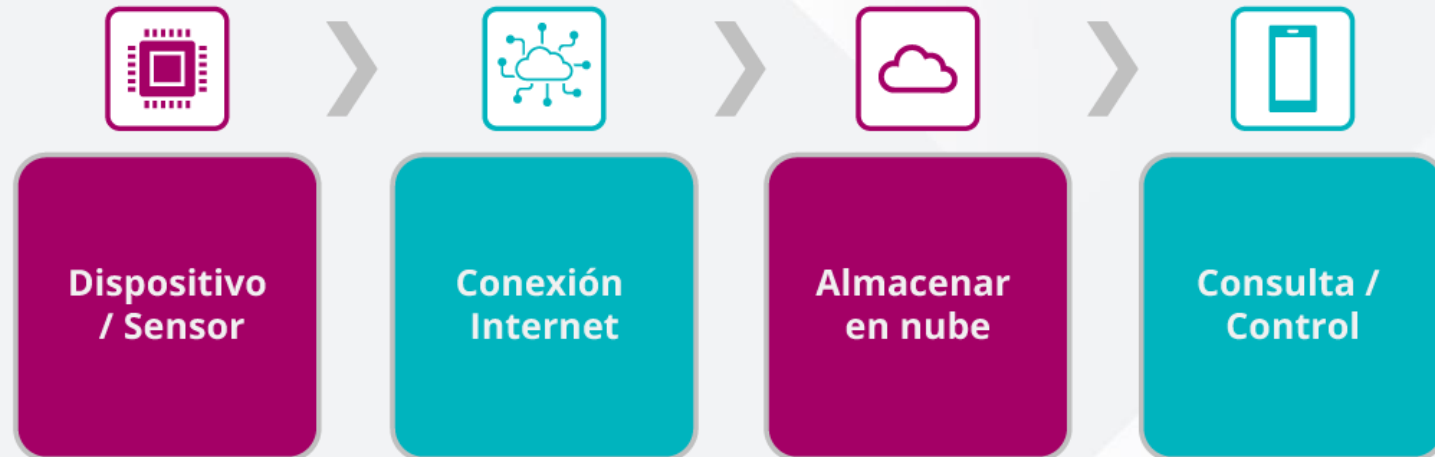 Dispositivo
/ Sensor
Conexión
Internet
Almacenar
en nube
Consulta /
Control